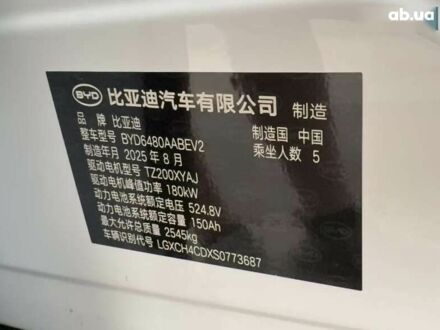 ab.ua
BYD 比亚迪汽车有限公司 制造
品 牌 比亚迪
整车型号 BYD6480AABEV2 制造国 中国
制造年月 2025年8月 乘坐人数 5
驱动电机型号 TZ200XYAJ
驱动电机峰值功率 180kW
动力电池系统额定电压 524.8V
动力电池系统额定容量 150Ah
最大允许总质量 2545kg
车辆识别代号 LGXCH4CDXS0773687